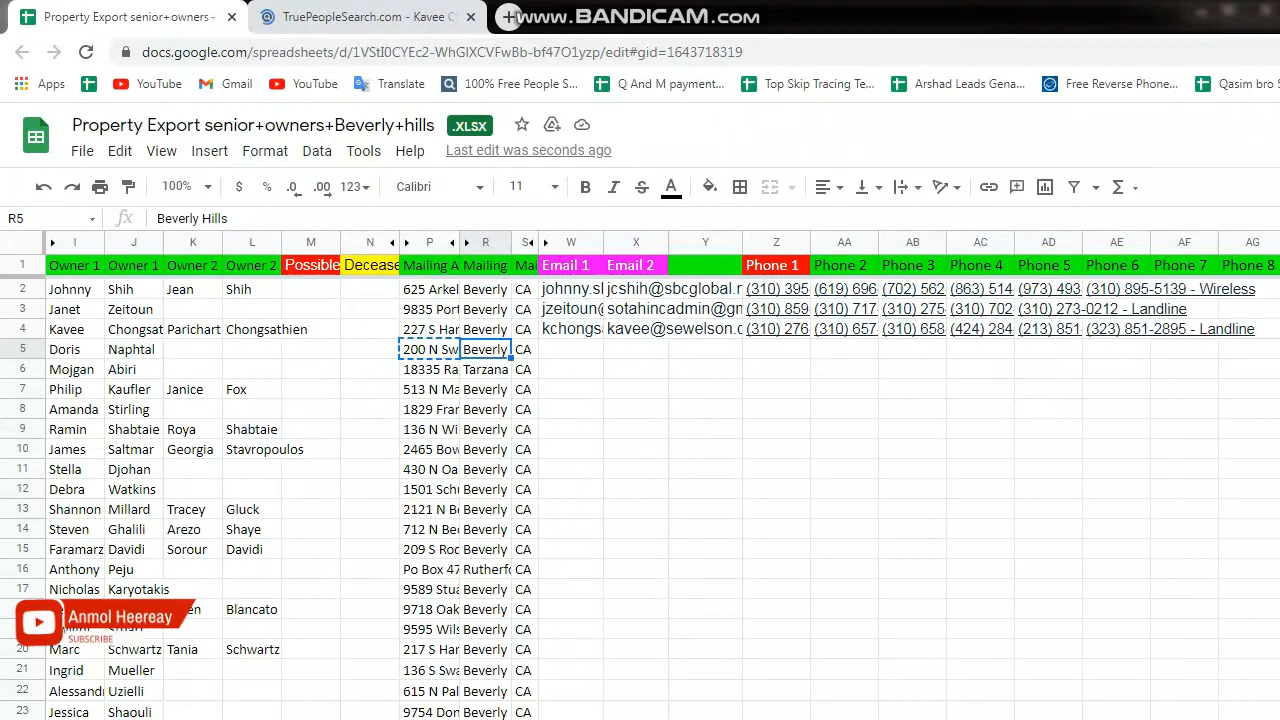 Property Export senior+owners+
TruePeopleSearch.com - Kavee C
www.BANDICAM.com
docs.google.com/spreadsheets/d/1VStI0CYEc2-WhGlXCVFwBb-bf47O1yzp/edit#gid=1643718319
Apps YouTube Gmail YouTube Translate 100% Free People S... Q And M payment... Top Skip Tracing Te... Arshad Leads Gena... Free Reverse Phone... Qasim bro S
Property Export senior+owners+Beverly+hills .XLSX
File Edit View Insert Format Data Tools Help Last edit was seconds ago
100% $ % .0 .00 123 Calibri 11 B I S A
R5 fx Beverly Hills
I J K L M N P R S W X Y Z AA AB AC AD AE AF AG
1 Owner 1 Owner 1 Owner 2 Owner 2 Possible Decease Mailing A Mailing Mai Email 1 Email 2 Phone 1 Phone 2 Phone 3 Phone 4 Phone 5 Phone 6 Phone 7 Phone 8
2 Johnny Shih Jean Shih 625 Arkel Beverly CA johnny.sl jcshih@sbcglobal.r (310) 395 (619) 696 (702) 562 (863) 514 (973) 493 (310) 895-5139 - Wireless
3 Janet Zeitoun 9835 Port Beverly CA jzeitoun@ sotahincadmin@gn (310) 859 (310) 717 (310) 275 (310) 702 (310) 273-0212 - Landline
4 Kavee Chongsat Parichart Chongsathien 227 S Har Beverly CA kchongsa kavee@sewelson.c (310) 276 (310) 657 (310) 658 (424) 284 (213) 851 (323) 851-2895 - Landline
5 Doris Naphtal 200 N Sw Beverly CA
6 Mojgan Abiri 18335 Ra Tarzana CA
7 Philip Kaufler Janice Fox 513 N Ma Beverly CA
8 Amanda Stirling 1829 Fran Beverly CA
9 Ramin Shabtaie Roya Shabtaie 136 N Wi Beverly CA
10 James Saltmar Georgia Stavropoulos 2465 Bow Beverly CA
11 Stella Djohan 430 N Oa Beverly CA
12 Debra Watkins 1501 Schu Beverly CA
13 Shannon Millard Tracey Gluck 2121 N Be Beverly CA
14 Steven Ghalili Arezo Shaye 712 N Bec Beverly CA
15 Faramarz Davidi Sorour Davidi 209 S Roc Beverly CA
16 Anthony Peju Po Box 47 Rutherfo CA
17 Nicholas Karyotakis 9589 Stua Beverly CA
en Blancato 9718 Oak Beverly CA
9595 Wils Beverly CA
20 Marc Schwartz Tania Schwartz 217 S Har Beverly CA
21 Ingrid Mueller 136 S Swa Beverly CA
22 Alessand Uzielli 615 N Pal Beverly CA
23 Jessica Shaouli 9754 Don Beverly CA
Anmol Heereay
SUBSCRIBE